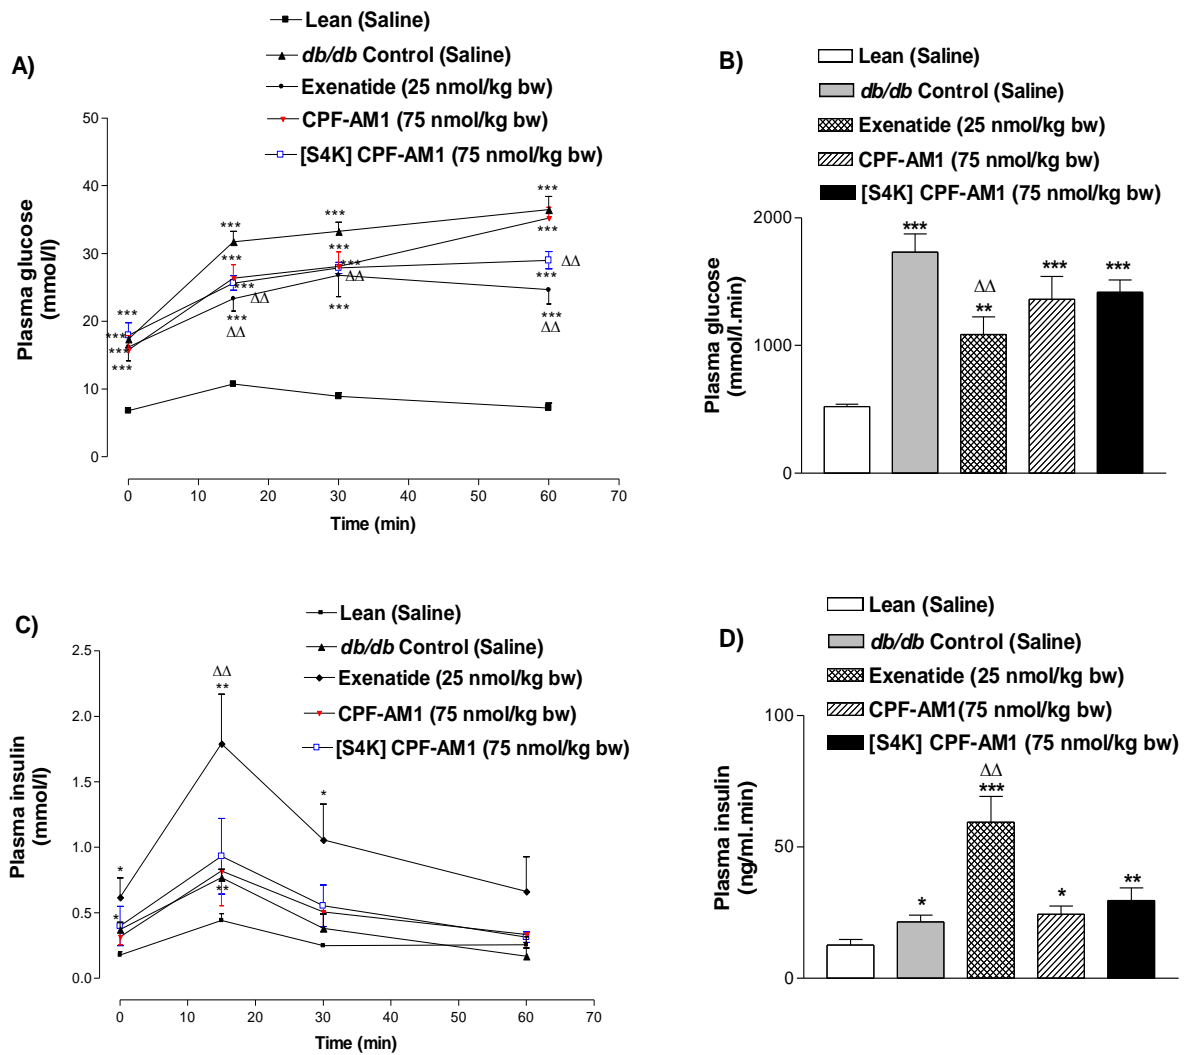 A)
Lean (Saline)
db/db Control (Saline)
Exenatide (25 nmol/kg bw)
CPF-AM1 (75 nmol/kg bw)
[S4K] CPF-AM1 (75 nmol/kg bw)
Plasma glucose
(mmol/l)
50
40
30
20
10
0
***
***
***
***
***
***
***
***
ΔΔ
***
ΔΔ
***
***
***
ΔΔ
***
***
***
ΔΔ
***
***
ΔΔ
0
10
20
30
40
50
60
70
Time (min)
B)
Lean (Saline)
db/db Control (Saline)
Exenatide (25 nmol/kg bw)
CPF-AM1 (75 nmol/kg bw)
[S4K] CPF-AM1 (75 nmol/kg bw)
Plasma glucose
(mmol/l.min)
2000
1000
0
***
ΔΔ
**
***
***
C)
Lean (Saline)
db/db Control (Saline)
Exenatide (25 nmol/kg bw)
CPF-AM1 (75 nmol/kg bw)
[S4K] CPF-AM1 (75 nmol/kg bw)
Plasma insulin
(mmol/l)
2.5
2.0
1.5
1.0
0.5
0.0
*
*
ΔΔ
**
**
*
0
10
20
30
40
50
60
70
Time (min)
D)
Lean (Saline)
db/db Control (Saline)
Exenatide (25 nmol/kg bw)
CPF-AM1(75 nmol/kg bw)
[S4K] CPF-AM1 (75 nmol/kg bw)
Plasma insulin
(ng/ml.min)
100
50
0
*
ΔΔ
***
*
**